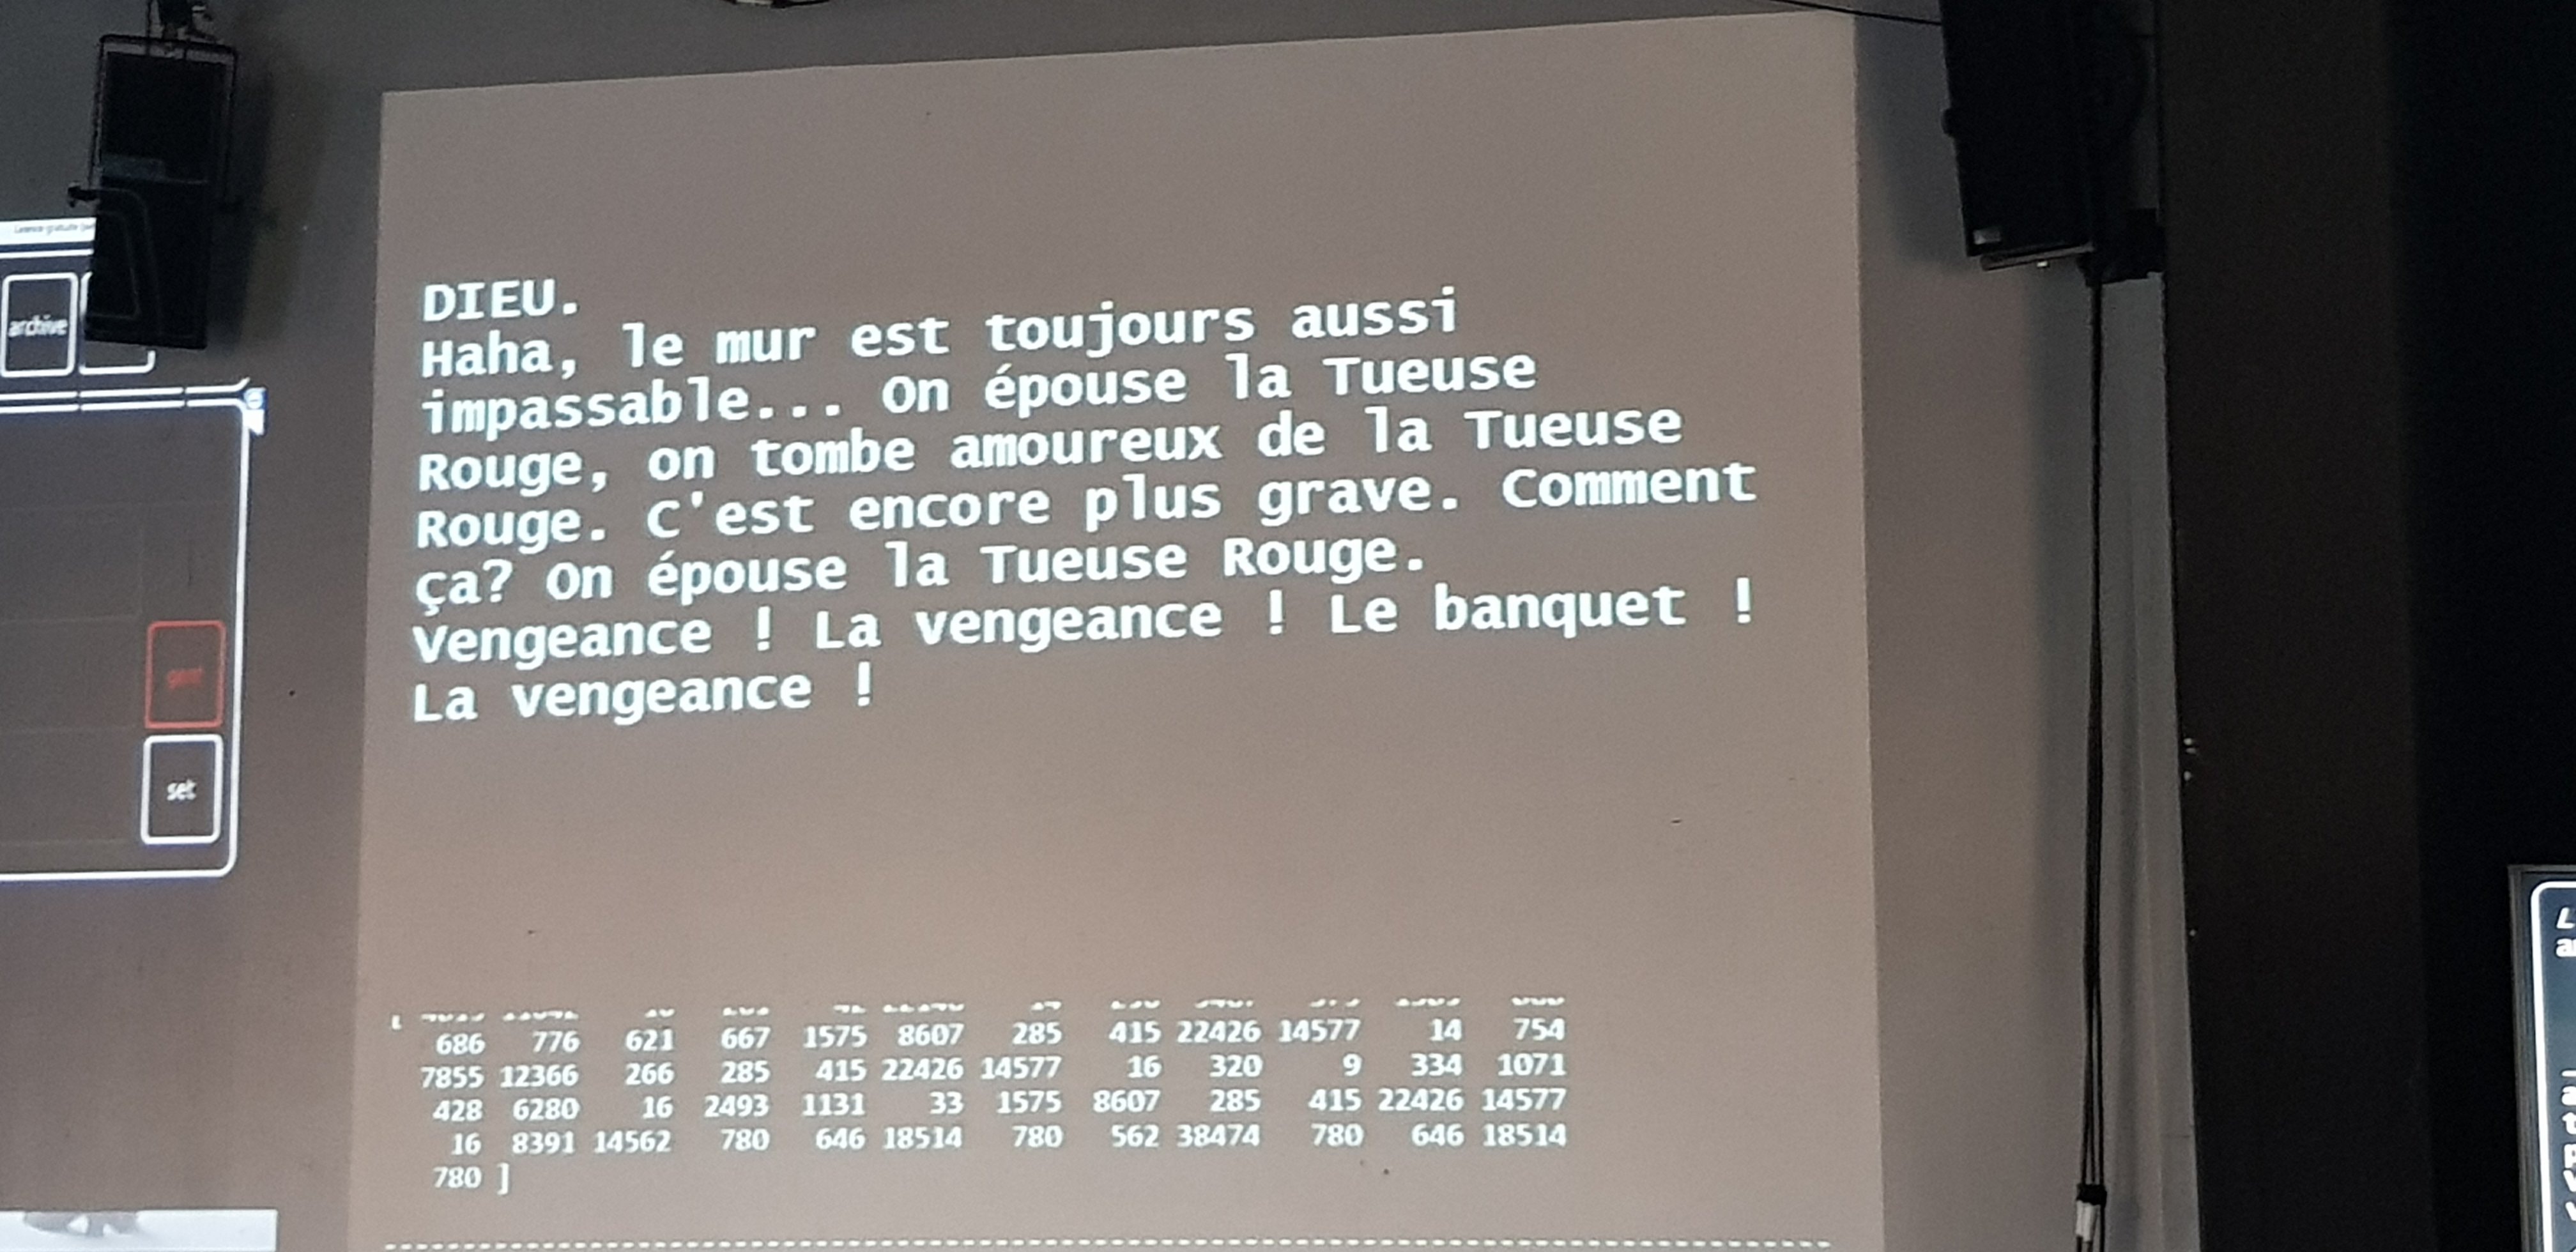 archive
set
DIEU.
Haha, le mur est toujours aussi
impassable... On épouse la Tueuse
Rouge, on tombe amoureux de la Tueuse
Rouge. C'est encore plus grave. Comment
ça? On épouse la Tueuse Rouge.
Vengeance ! La vengeance ! Le banquet !
La vengeance !
686 776 621 667 1575 8607 285 415 22426 14577 14 754
7855 12366 266 285 415 22426 14577 16 320 9 334 1071
428 6280 16 2493 1131 33 1575 8607 285 415 22426 14577
16 8391 14562 780 646 18514 780 562 38474 780 646 18514
780 ]